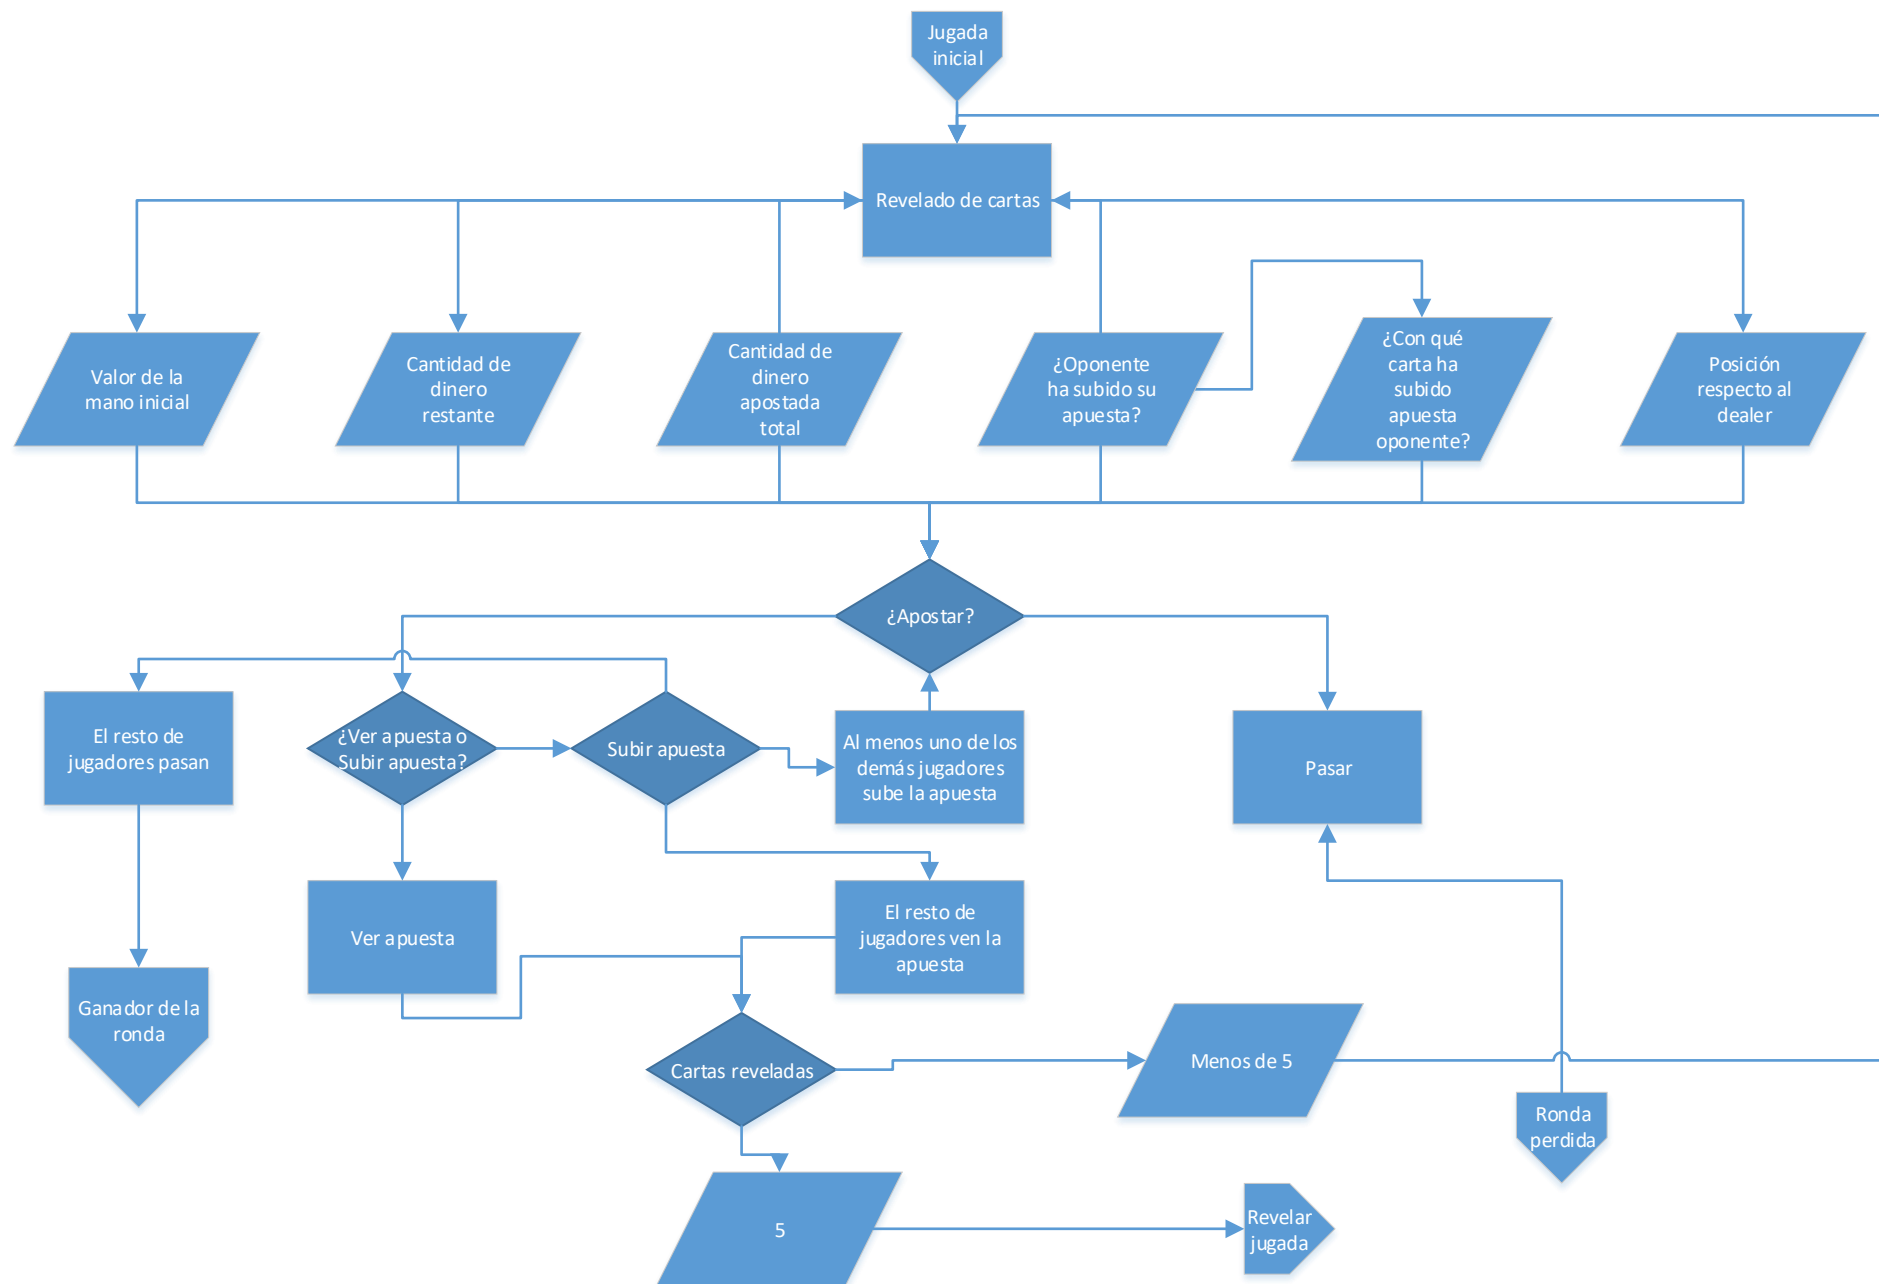 Jugada
inicial
Revelado de cartas
Valor de la
mano inicial
Cantidad de
dinero
restante
Cantidad de
dinero
apostada
total
¿Oponente
ha subido su
apuesta?
¿Con qué
carta ha
subido
apuesta
oponente?
Posición
respecto al
dealer
¿Apostar?
El resto de
jugadores pasan
¿Ver apuesta o
Subir apuesta?
Subir apuesta
Al menos uno de los
demás jugadores
sube la apuesta
Pasar
Ver apuesta
El resto de
jugadores ven la
apuesta
Ganador de la
ronda
Cartas reveladas
Menos de 5
Ronda
perdida
5
Revelar
jugada